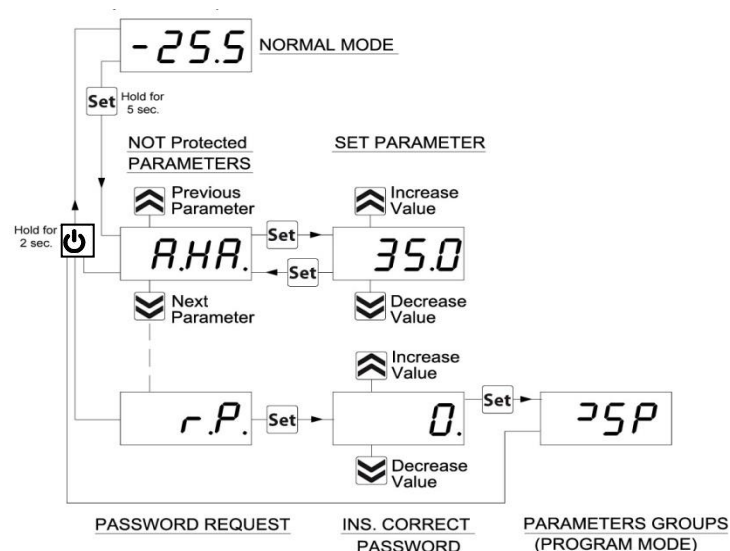 -25.5
NORMAL MODE
Set
Hold for
5 sec.
NOT Protected
PARAMETERS
SET PARAMETER
Previous
Parameter
Increase
Value
Hold for
2 sec.
A.HA.
Set
Set
35.0
Next
Parameter
Decrease
Value
Increase
Value
r.P.
Set
0.
Set
SP
Decrease
Value
PASSWORD REQUEST
INS. CORRECT
PASSWORD
PARAMETERS GROUPS
(PROGRAM MODE)